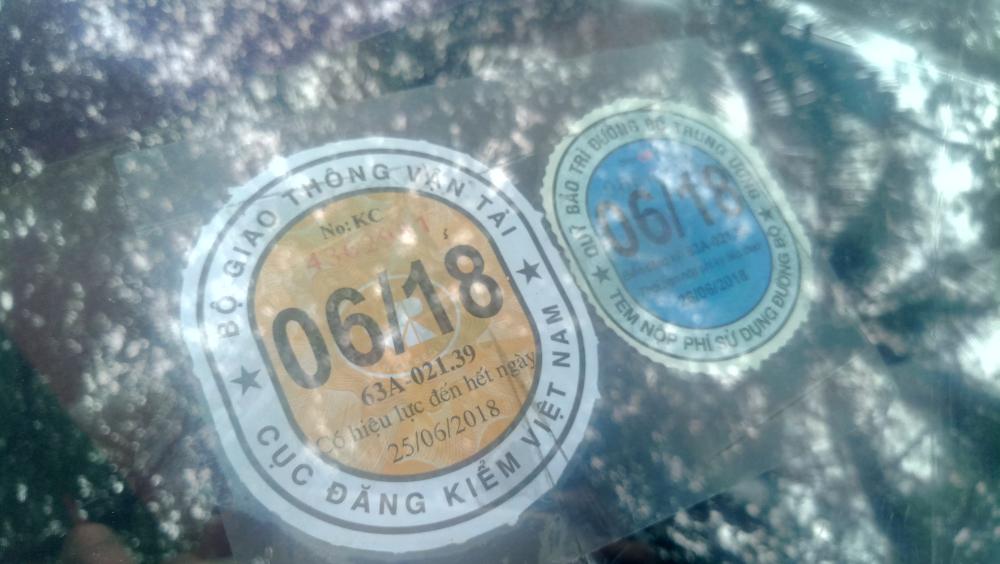 BỘ GIAO THÔNG VẬN TẢI
No: KC
06/18
63A-021.39
Có hiệu lực đến hết ngày
25/06/2018
CỤC ĐĂNG KIỂM VIỆT NAM
QUỸ BẢO TRÌ ĐƯỜNG BỘ TRUNG ƯƠNG
06/18
63A-021
/06/2018
TEM NỘP PHÍ SỬ DỤNG ĐƯỜNG BỘ